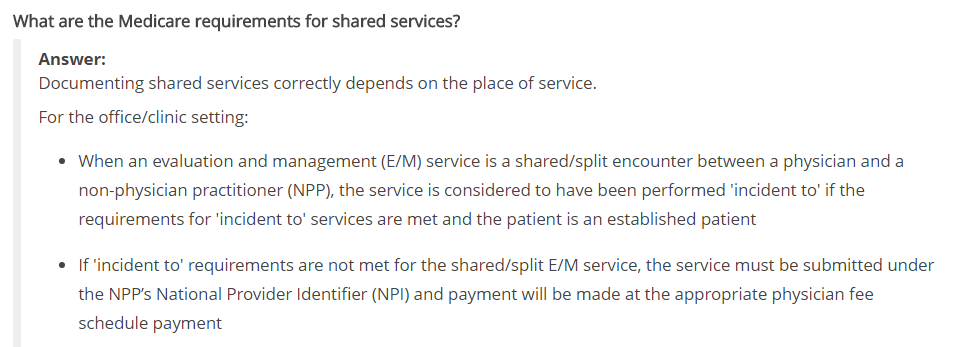 What are the Medicare requirements for shared services?
Answer:
Documenting shared services correctly depends on the place of service.
For the office/clinic setting:
• When an evaluation and management (E/M) service is a shared/split encounter between a physician and a
non-physician practitioner (NPP), the service is considered to have been performed 'incident to' if the
requirements for 'incident to' services are met and the patient is an established patient
• If 'incident to' requirements are not met for the shared/split E/M service, the service must be submitted under
the NPP's National Provider Identifier (NPI) and payment will be made at the appropriate physician fee
schedule payment